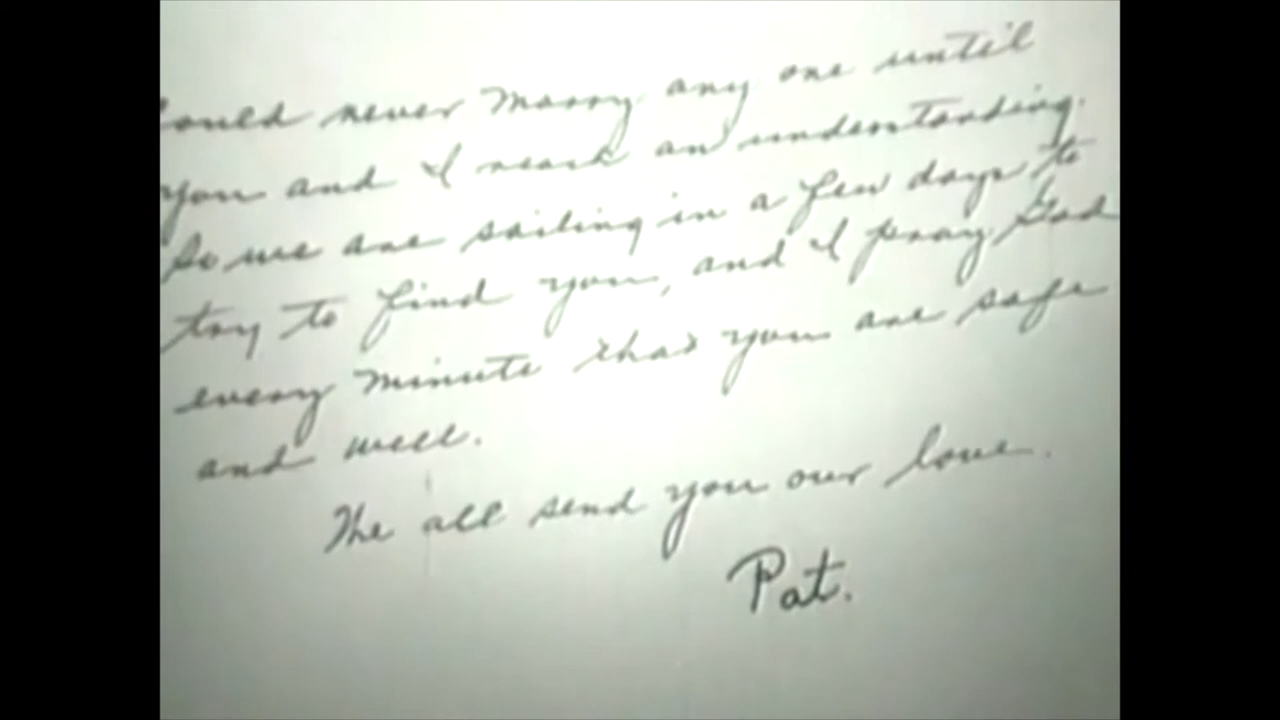 ould never marry any one until
you and I reach an understanding.
So we are sailing in a few days to
try to find you, and I pray God
every minute that you are safe
and well.
We all send you our love.
Pat.